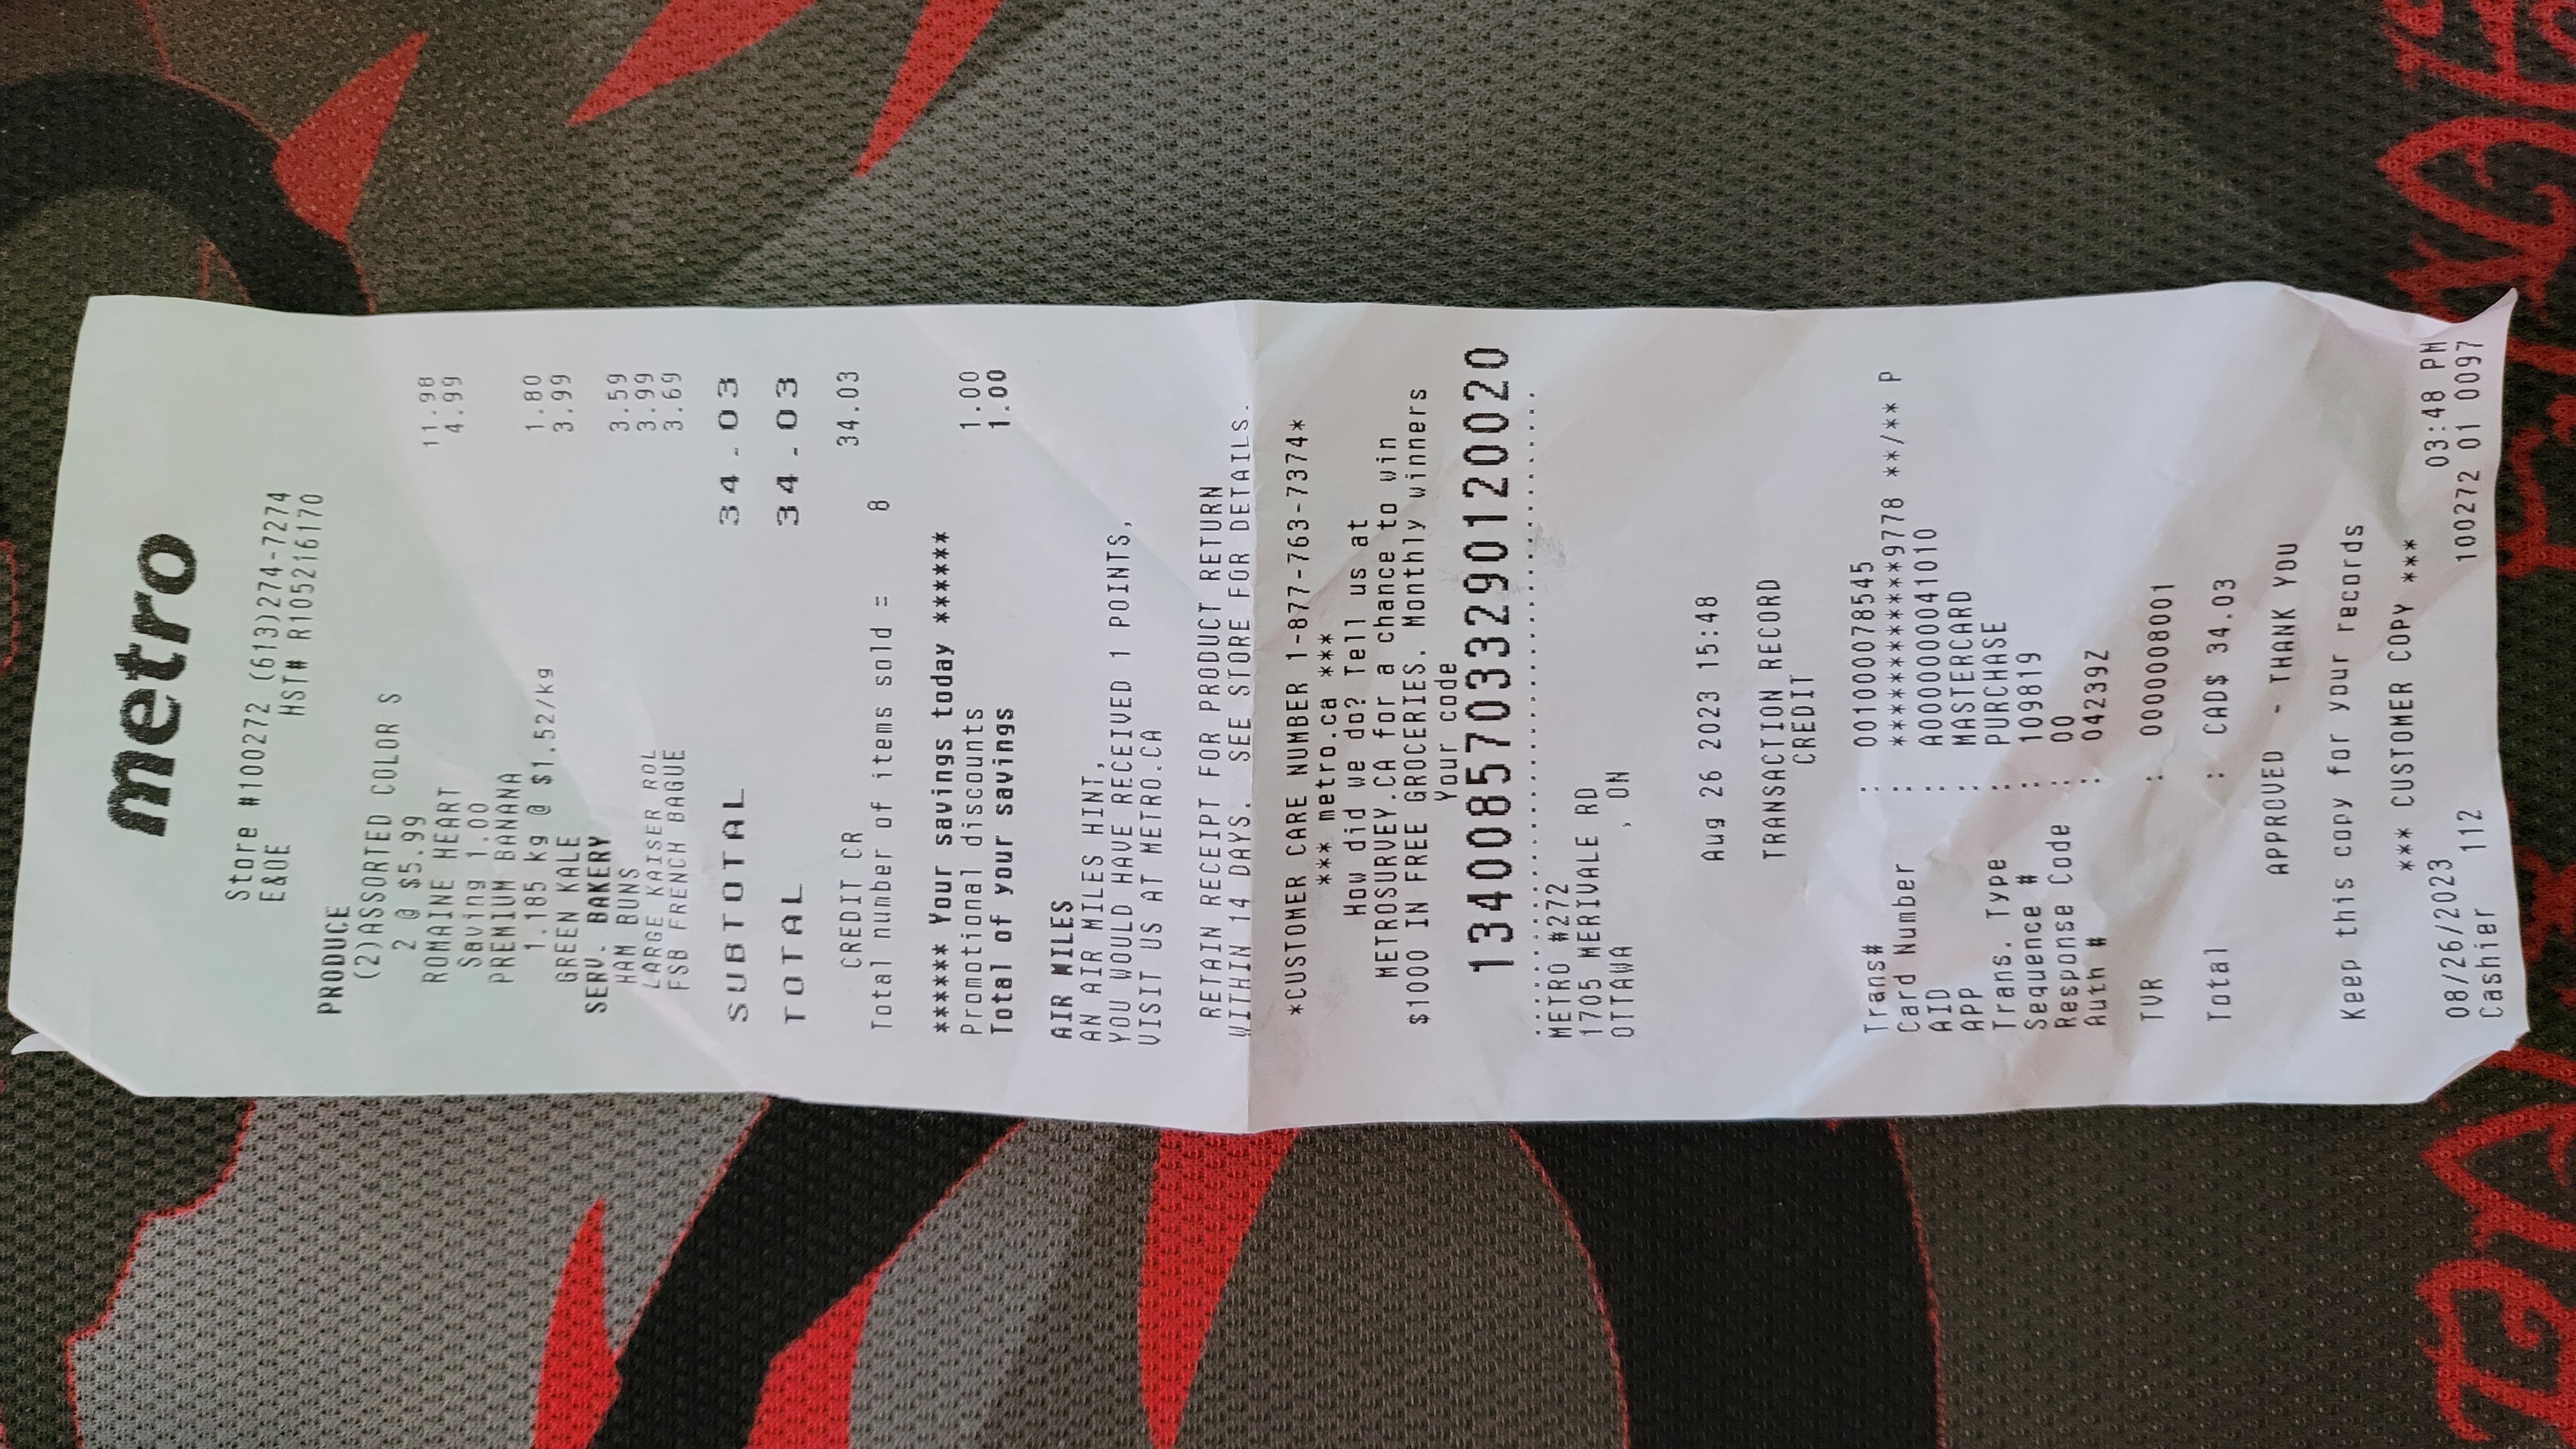 metro
Store #100272 (613)274-7274
E&OE HST# R105216170
PRODUCE
(2)ASSORTED COLOR S
2 @ $5.99 11.98
ROMAINE HEART 4.99
Saving 1.00
PREMIUM BANANA
1.185 kg @ $1.52/kg 1.80
GREEN KALE 3.99
SERV. BAKERY
HAM BUNS 3.59
LARGE KAISER ROL 3.99
FSB FRENCH BAGUE 3.69
SUBTOTAL 34.03
TOTAL 34.03
CREDIT CR 34.03
Total number of items sold = 8
****** Your savings today ******
Promotional discounts 1.00
Total of your savings 1.00
AIR MILES
AN AIR MILES HINT,
YOU WOULD HAVE RECEIVED 1 POINTS,
VISIT US AT METRO.CA
RETAIN RECEIPT FOR PRODUCT RETURN
WITHIN 14 DAYS. SEE STORE FOR DETAILS.
*CUSTOMER CARE NUMBER 1-877-763-7374*
*** metro.ca ***
How did we do? Tell us at
METROSURVEY.CA for a chance to win
$1000 IN FREE GROCERIES. Monthly winners
Your code
13400857033290120020
METRO #272
1705 MERIVALE RD
OTTAWA , ON
Aug 26 2023 15:48
TRANSACTION RECORD
CREDIT
Trans# : 001000078545
Card Number : ************9778 **/** P
AID : A0000000041010
APP : MASTERCARD
Trans. Type : PURCHASE
Sequence # : 109819
Response Code : 00
Auth # : 04239Z
TVR : 0000008001
Total : CAD$ 34.03
APPROVED - THANK YOU
Keep this copy for your records
*** CUSTOMER COPY ***
08/26/2023 03:48 PM
Cashier 112 100272 01 0097